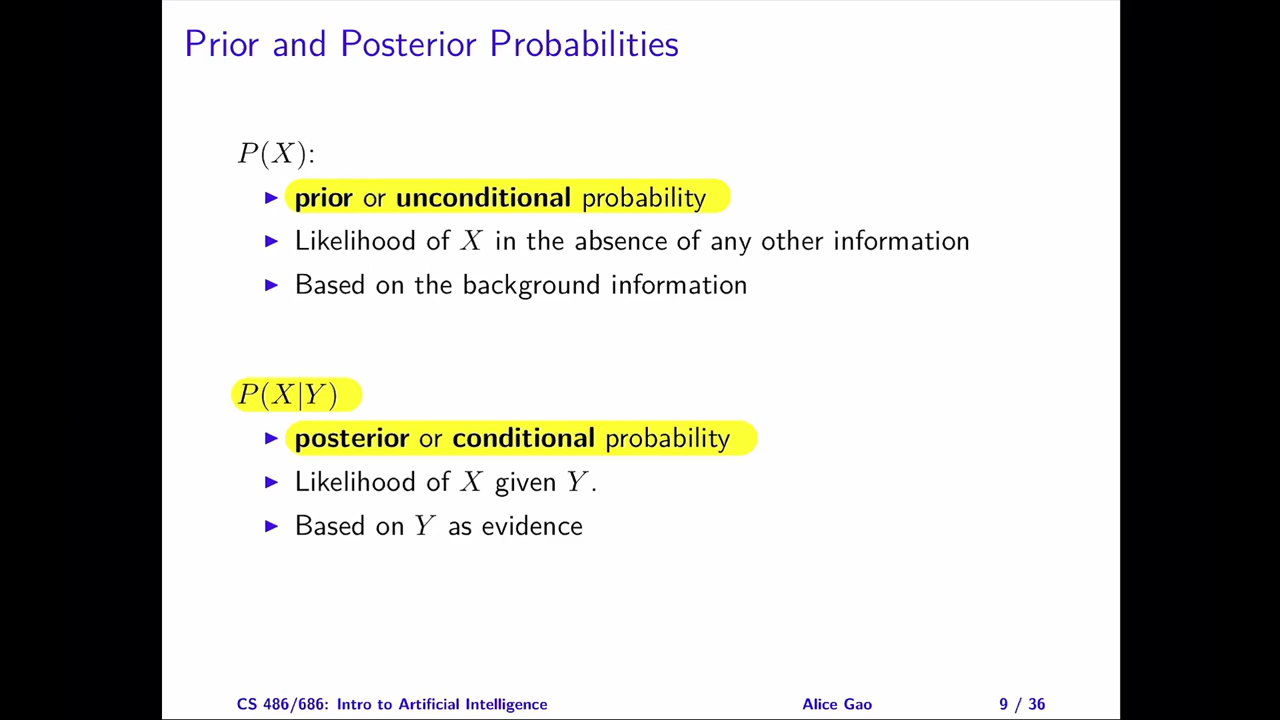 Prior and Posterior Probabilities
P(X):
▶ prior or unconditional probability
▶ Likelihood of X in the absence of any other information
▶ Based on the background information
P(X|Y)
▶ posterior or conditional probability
▶ Likelihood of X given Y.
▶ Based on Y as evidence
CS 486/686: Intro to Artificial Intelligence Alice Gao 9 / 36